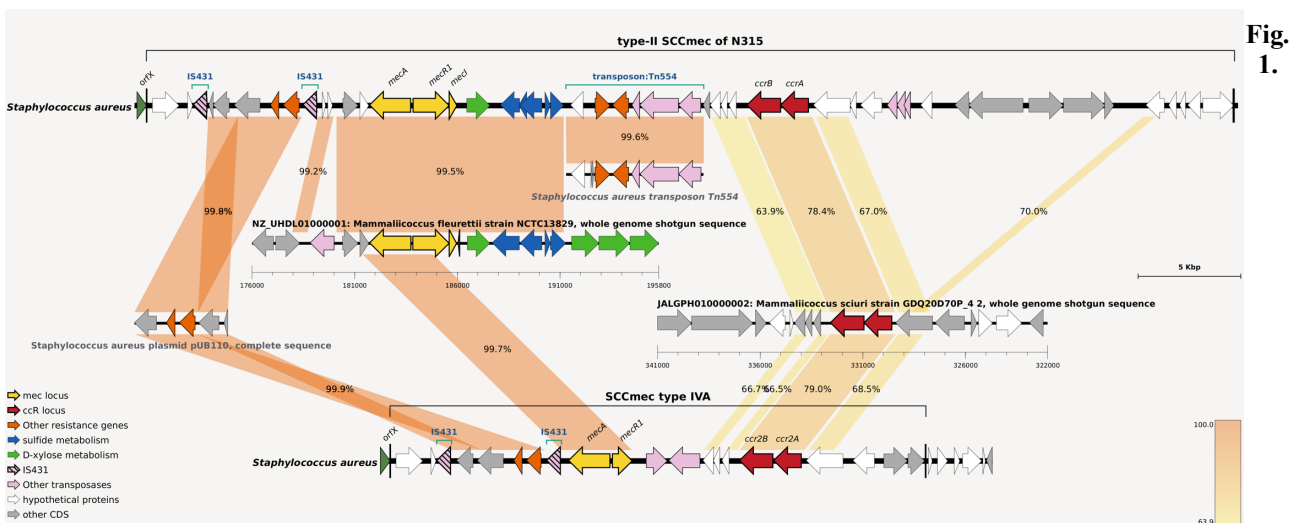 Fig.
1.
type-II SCCmec of N315
orfX
IS431
IS431
mecA
mecR1
mecI
transposon:Tn554
ccrB
ccrA
Staphylococcus aureus
99.6%
99.2%
99.5%
Staphylococcus aureus transposon Tn554
99.8%
63.9%
78.4%
67.0%
70.0%
NZ_UHDL01000001: Mammaliicoccus fleurettii strain NCTC13829, whole genome shotgun sequence
5 Kbp
176000
181000
186000
191000
195800
JALGPH010000002: Mammaliicoccus sciuri strain GDQ20D70P_4 2, whole genome shotgun sequence
Staphylococcus aureus plasmid pUB110, complete sequence
99.7%
341000
336000
331000
326000
322000
99.9%
66.7%
66.5%
79.0%
68.5%
SCCmec type IVA
mec locus
ccR locus
Other resistance genes
sulfide metabolism
D-xylose metabolism
IS431
Other transposases
hypothetical proteins
other CDS
orfX
IS431
IS431
mecA
mecR1
ccr2B
ccr2A
Staphylococcus aureus
100.0
63.9